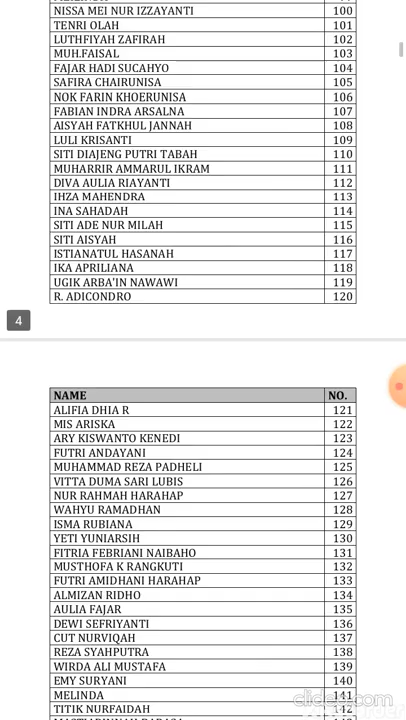 NISSA MEI NUR IZZAYANTI 100
TENRI OLAH 101
LUTHFIYAH ZAFIRAH 102
MUH.FAISAL 103
FAJAR HADI SUCAHYO 104
SAFIRA CHAIRUNISA 105
NOK FARIN KHOERUNISA 106
FABIAN INDRA ARSALNA 107
AISYAH FATKHUL JANNAH 108
LULI KRISANTI 109
SITI DIAJENG PUTRI TABAH 110
MUHARRIR AMMARUL IKRAM 111
DIVA AULIA RIAYANTI 112
IHZA MAHENDRA 113
INA SAHADAH 114
SITI ADE NUR MILAH 115
SITI AISYAH 116
ISTIANATUL HASANAH 117
IKA APRILIANA 118
UGIK ARBA'IN NAWAWI 119
R. ADICONDRO 120
4
NAME NO.
ALIFIA DHIA R 121
MIS ARISKA 122
ARY KISWANTO KENEDI 123
FUTRI ANDAYANI 124
MUHAMMAD REZA PADHELI 125
VITTA DUMA SARI LUBIS 126
NUR RAHMAH HARAHAP 127
WAHYU RAMADHAN 128
ISMA RUBIANA 129
YETI YUNIARSIH 130
FITRIA FEBRIANI NAIBAHO 131
MUSTHOFA K RANGKUTI 132
FUTRI AMIDHANI HARAHAP 133
ALMIZAN RIDHO 134
AULIA FAJAR 135
DEWI SEFRIYANTI 136
CUT NURVIQAH 137
REZA SYAHPUTRA 138
WIRDA ALI MUSTAFA 139
EMY SURYANI 140
MELINDA 141
TITIK NURFAIDAH 142
clideo.com